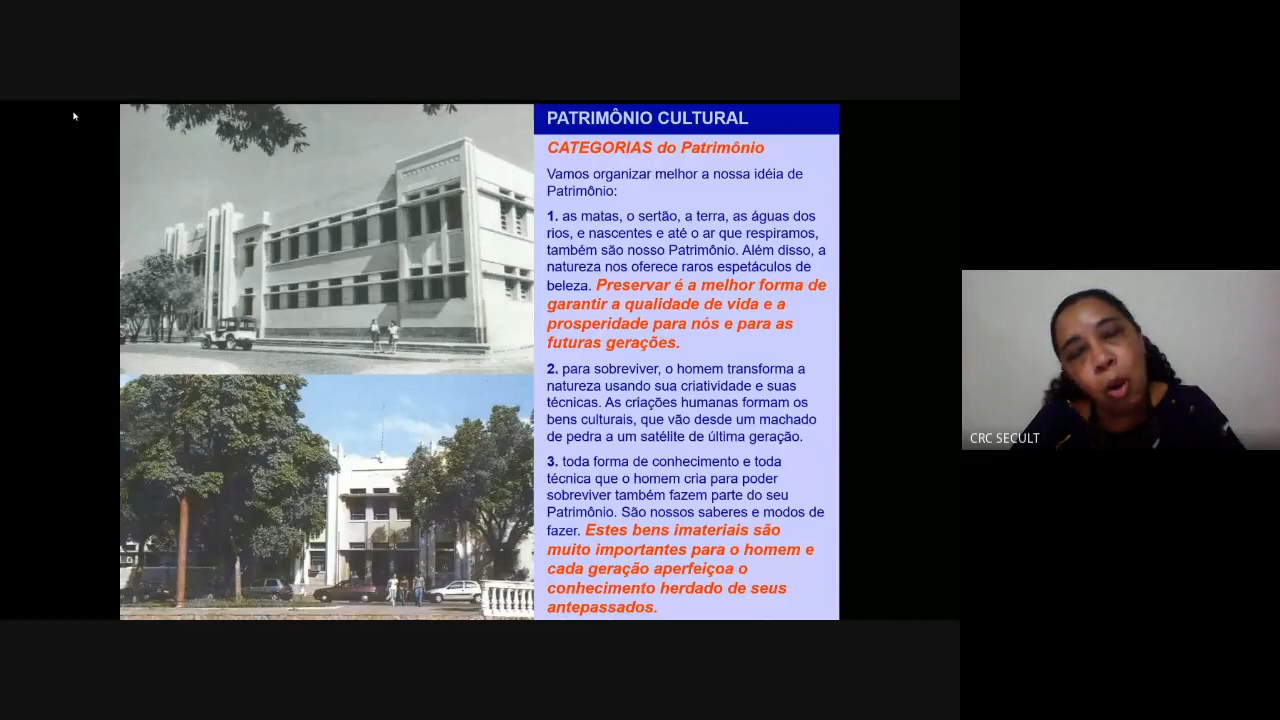 PATRIMÔNIO CULTURAL
CATEGORIAS do Patrimônio
Vamos organizar melhor a nossa idéia de
Patrimônio:
1. as matas, o sertão, a terra, as águas dos
rios, e nascentes e até o ar que respiramos,
também são nosso Patrimônio. Além disso, a
natureza nos oferece raros espetáculos de
beleza. Preservar é a melhor forma de
garantir a qualidade de vida e a
prosperidade para nós e para as
futuras gerações.
2. para sobreviver, o homem transforma a
natureza usando sua criatividade e suas
técnicas. As criações humanas formam os
bens culturais, que vão desde um machado
de pedra a um satélite de última geração.
3. toda forma de conhecimento e toda
técnica que o homem cria para poder
sobreviver também fazem parte do seu
Patrimônio. São nossos saberes e modos de
fazer. Estes bens imateriais são
muito importantes para o homem e
cada geração aperfeiçoa o
conhecimento herdado de seus
antepassados.
CRC SECULT